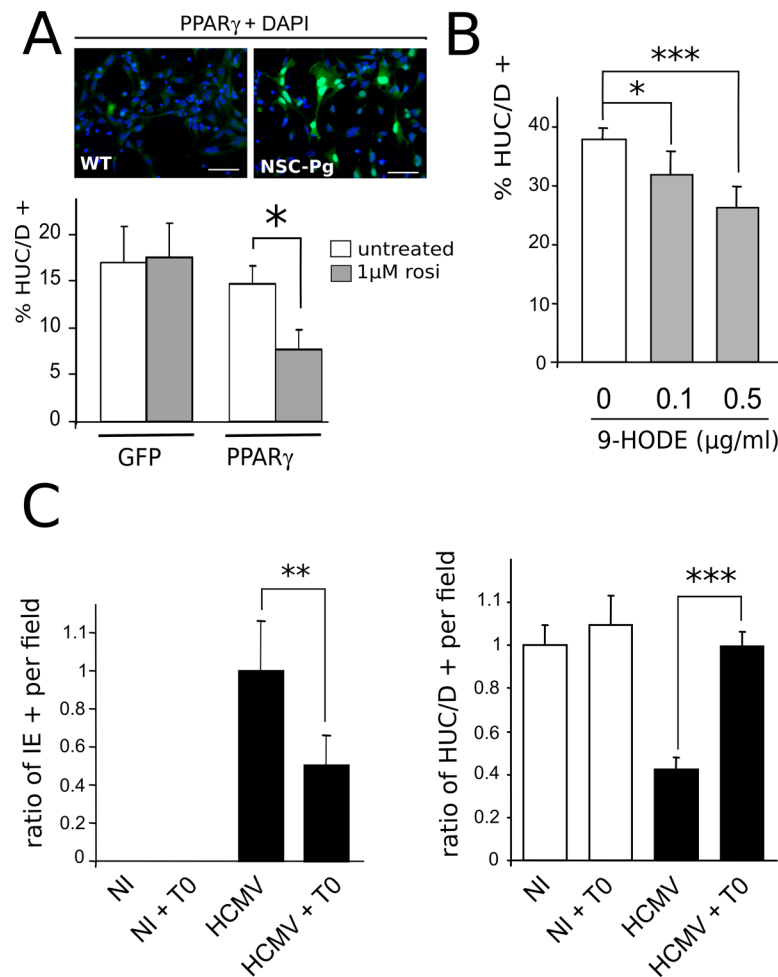 A
PPARγ + DAPI
WT
NSC-Pg
% HUC/D +
15
10
5
0
*
untreated
1µM rosi
GFP
PPARγ
B
% HUC/D +
40
30
20
10
0
*
***
0 0.1 0.5
9-HODE (µg/ml)
C
ratio of IE + per field
1.1
1
0.8
0.6
0.4
0.2
0
**
NI
NI + T0
HCMV
HCMV + T0
ratio of HUC/D + per field
1.1
1
0.8
0.6
0.4
0.2
0
***
NI
NI + T0
HCMV
HCMV + T0